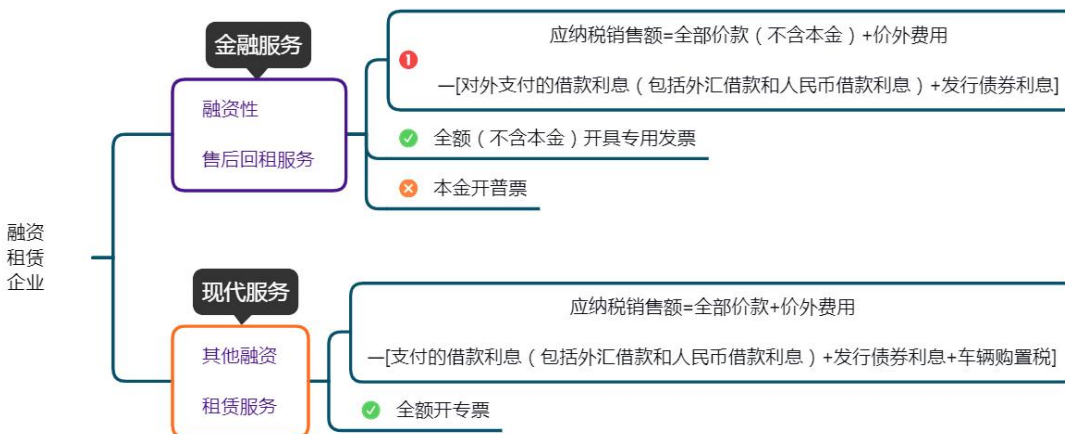 融资
租赁
企业
金融服务
融资性
售后回租服务
1
应纳税销售额=全部价款（不含本金）+价外费用
—[对外支付的借款利息（包括外汇借款和人民币借款利息）+发行债券利息]
全额（不含本金）开具专用发票
本金开普票
现代服务
其他融资
租赁服务
应纳税销售额=全部价款+价外费用
—[支付的借款利息（包括外汇借款和人民币借款利息）+发行债券利息+车辆购置税]
全额开专票